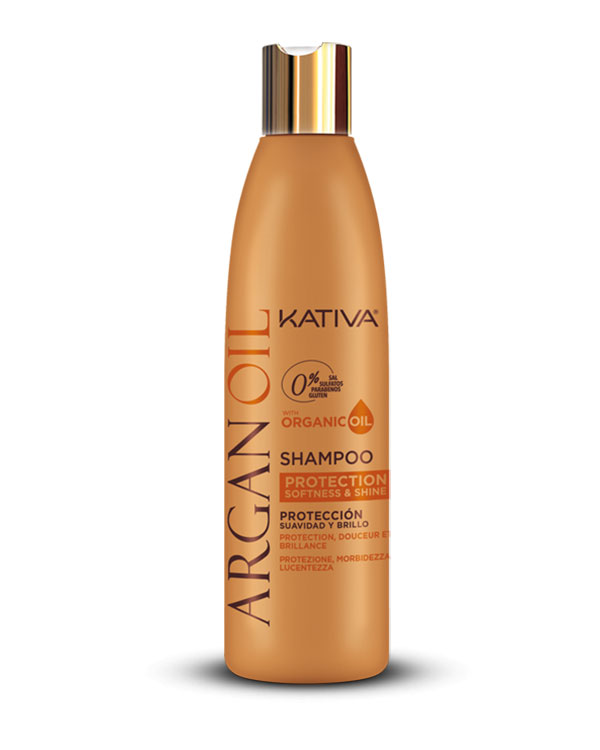 ARGAN OIL
KATIVA®
0%
SAL
SULFATOS
PARABENOS
GLUTEN
WITH
ORGANIC OIL
SHAMPOO
PROTECTION
SOFTNESS & SHINE
PROTECCIÓN
SUAVIDAD Y BRILLO
PROTECTION, DOUCEUR ET
BRILLANCE
PROTEZIONE, MORBIDEZZA,
LUCENTEZZA